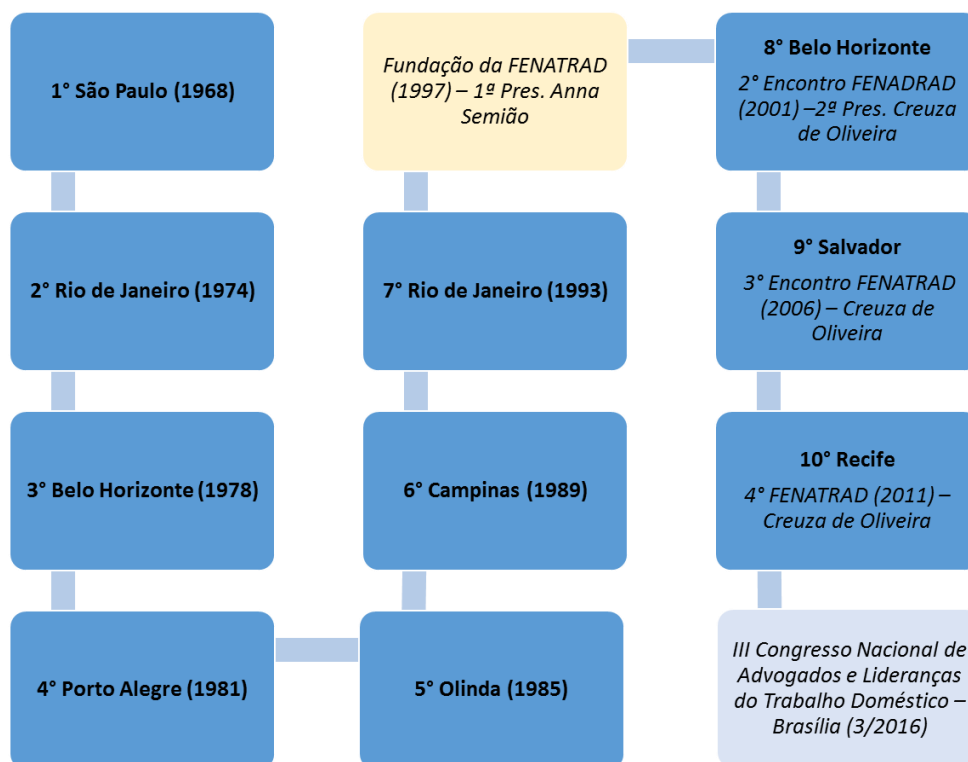 1° São Paulo (1968)
2° Rio de Janeiro (1974)
3° Belo Horizonte (1978)
4° Porto Alegre (1981)
5° Olinda (1985)
6° Campinas (1989)
7° Rio de Janeiro (1993)
Fundação da FENATRAD
(1997) – 1ª Pres. Anna
Semião
8° Belo Horizonte
2° Encontro FENADRAD
(2001) –2ª Pres. Creuza
de Oliveira
9° Salvador
3° Encontro FENATRAD
(2006) – Creuza de
Oliveira
10° Recife
4° FENATRAD (2011) –
Creuza de Oliveira
III Congresso Nacional de
Advogados e Lideranças
do Trabalho Doméstico –
Brasília (3/2016)